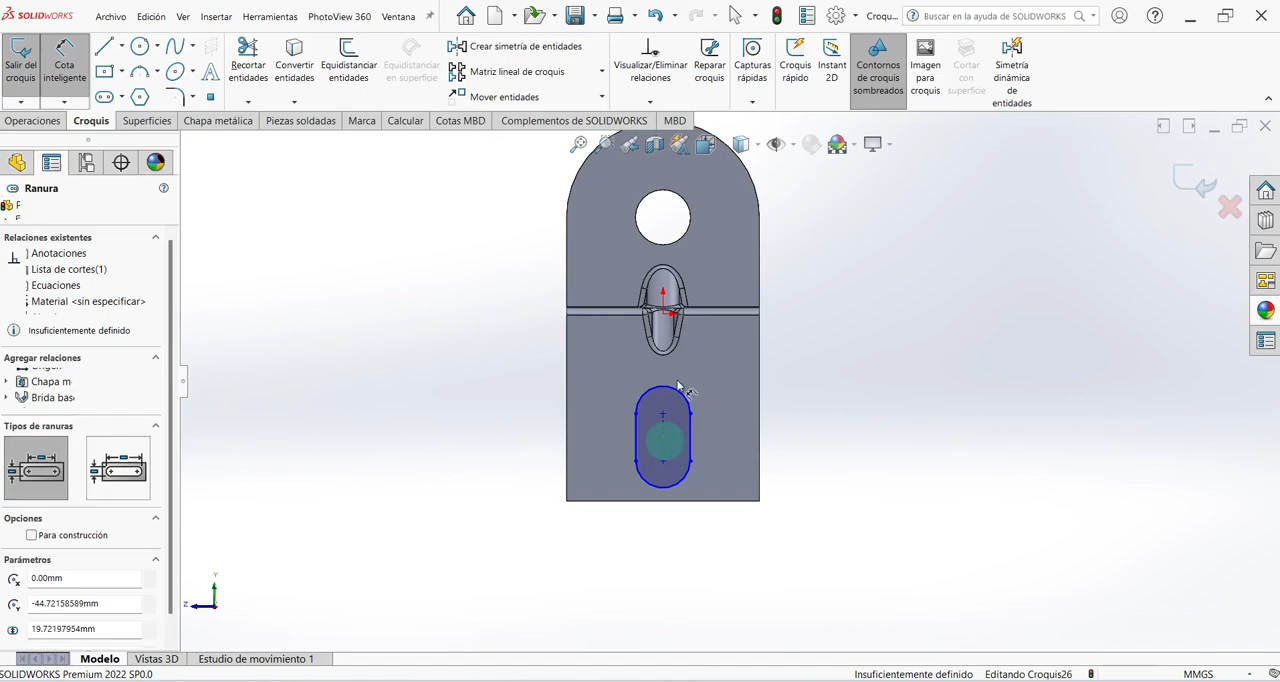 SOLIDWORKS
Archivo Edición Ver Insertar Herramientas PhotoView 360 Ventana
Croqu... Buscar en la ayuda de SOLIDWORKS
Salir del croquis
Cota inteligente
Recortar entidades
Convertir entidades
Equidistanciar entidades
Equidistanciar en superficie
Crear simetría de entidades
Matriz lineal de croquis
Mover entidades
Visualizar/Eliminar relaciones
Reparar croquis
Capturas rápidas
Croquis rápido
Instant 2D
Contornos de croquis sombreados
Imagen para croquis
Cortar con superficie
Simetría dinámica de entidades
Operaciones Croquis Superficies Chapa metálica Piezas soldadas Marca Calcular Cotas MBD Complementos de SOLIDWORKS MBD
Ranura
Relaciones existentes
Anotaciones
Lista de cortes(1)
Ecuaciones
Material <sin especificar>
Insuficientemente definido
Agregar relaciones
Origen
Chapa m
Brida bas
Tipos de ranuras
Opciones
Para construcción
Parámetros
0.00mm
-44.72158589mm
19.72197954mm
Y
Z
Modelo Vistas 3D Estudio de movimiento 1
SOLIDWORKS Premium 2022 SP0.0
Insuficientemente definido Editando Croquis26 MMGS